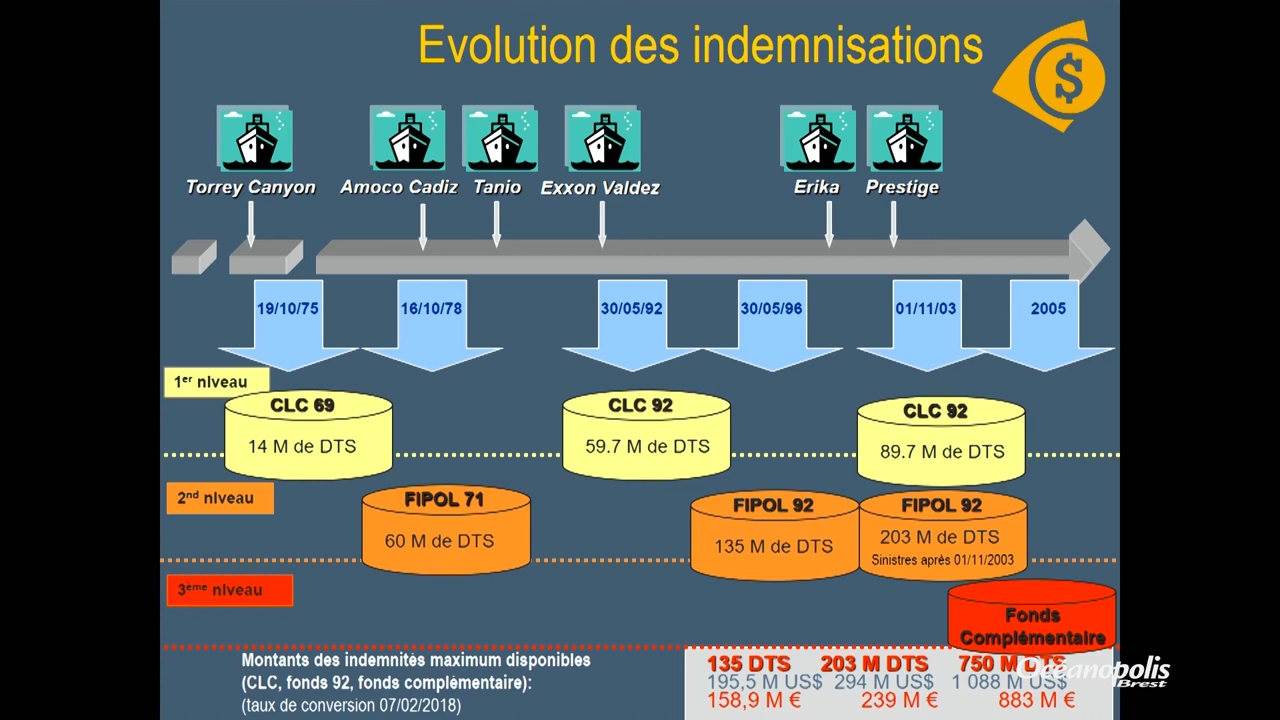 Evolution des indemnisations
$
Torrey Canyon
Amoco Cadiz
Tanio
Exxon Valdez
Erika
Prestige
19/10/75
16/10/78
30/05/92
30/05/96
01/11/03
2005
1er niveau
CLC 69
14 M de DTS
CLC 92
59.7 M de DTS
CLC 92
89.7 M de DTS
2nd niveau
FIPOL 71
60 M de DTS
FIPOL 92
135 M de DTS
FIPOL 92
203 M de DTS
Sinistres après 01/11/2003
3ème niveau
Fonds
Complémentaire
Montants des indemnités maximum disponibles
(CLC, fonds 92, fonds complémentaire):
(taux de conversion 07/02/2018)
135 DTS 203 M DTS 750 M DTS
195,5 M US$ 294 M US$ 1 088 M US$
158,9 M € 239 M € 883 M €
Océanopolis
Brest